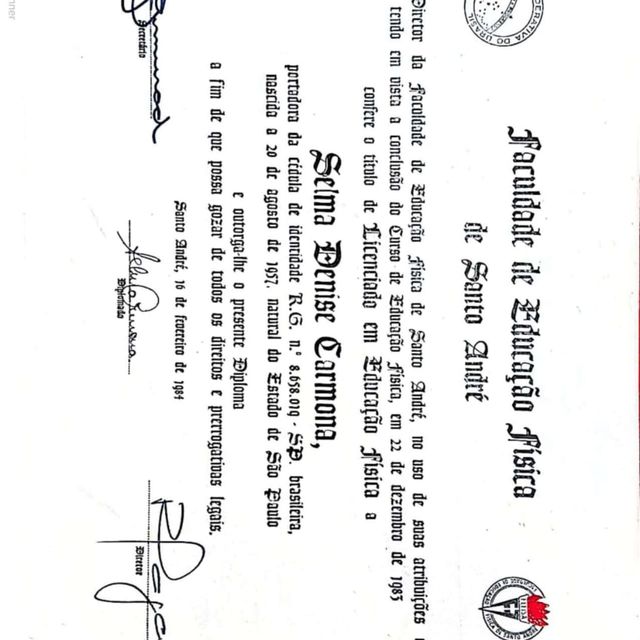 Faculdade de Educação Física
de Santo André
Diretor da Faculdade de Educação Física de Santo André, no uso de suas atribuições
tendo em vista a conclusão do Curso de Educação Física, em 22 de dezembro de 1983
confere o título de Licenciado em Educação Física a
Selma Denise Carmona,
portadora da cédula de identidade R.G. n.º 8.658.019 - SP. brasileira,
nascida a 20 de agosto de 1957, natural do Estado de São Paulo
e outorga-lhe o presente Diploma
a fim de que possa gozar de todos os direitos e prerrogativas legais.
Santo André, 16 de fevereiro de 1984
Secretário
Diplomado
Director